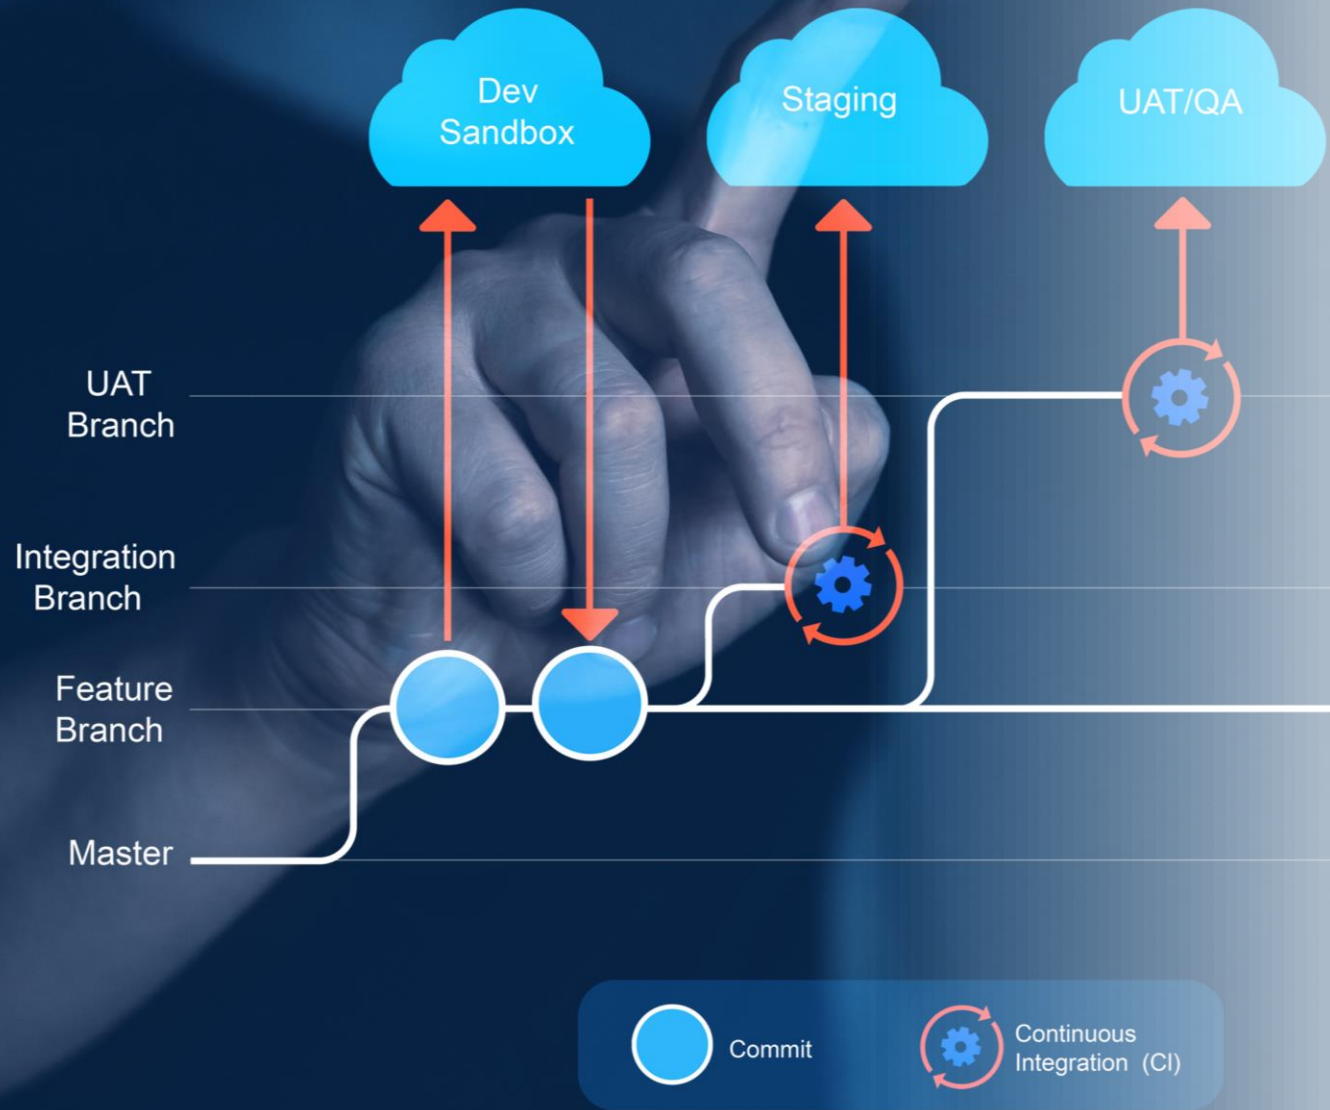 Dev
Sandbox
Staging
UAT/QA
UAT
Branch
Integration
Branch
Feature
Branch
Master
Commit
Continuous
Integration (CI)